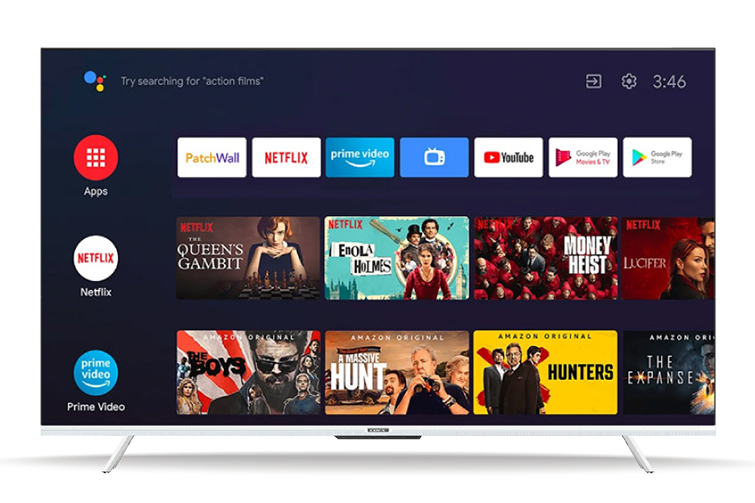 Try searching for "action films"
3:46
Apps
PatchWall
NETFLIX
prime video
YouTube
Google Play
Movies & TV
Google Play
Store
NETFLIX
Netflix
NETFLIX
THE
QUEEN'S
GAMBIT
NETFLIX
ENOLA
HOLMES
NETFLIX
MONEY
HEIST
NETFLIX
LUCIFER
prime
video
Prime Video
AMAZON ORIGINAL
THE
BOYS
AMAZON ORIGINAL
A MASSIVE
HUNT
AMAZON ORIGINAL
HUNTERS
AMAZON ORI
THE
EXPANSE